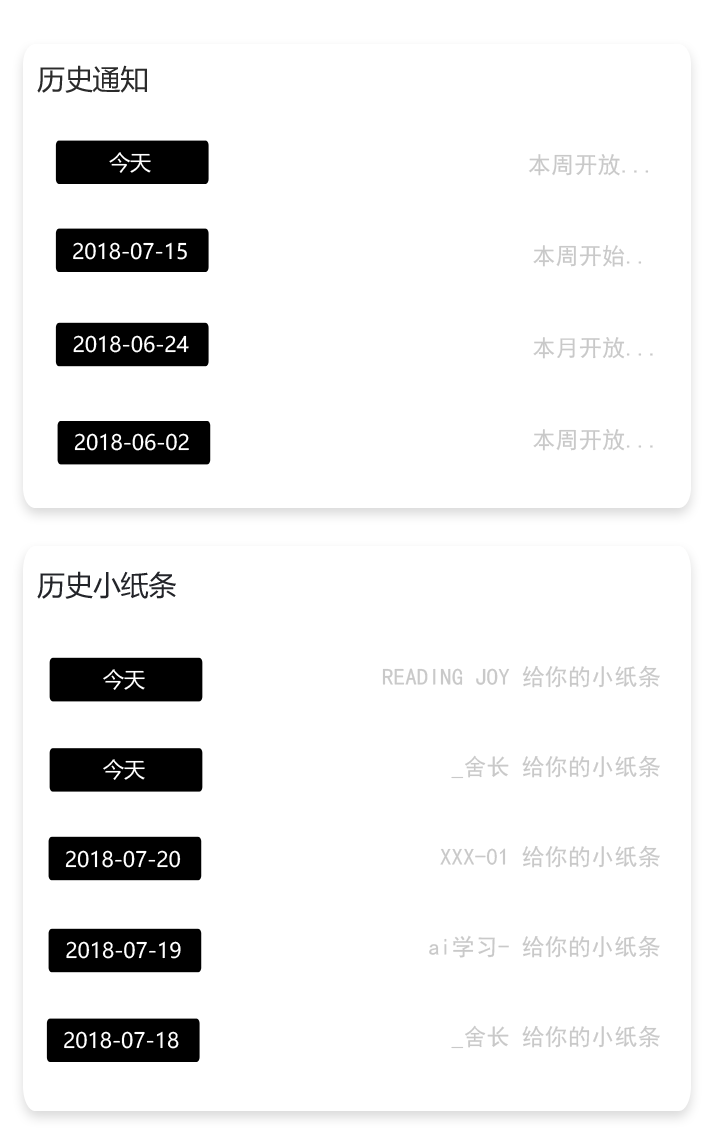 历史通知
今天 本周开放...
2018-07-15 本周开始..
2018-06-24 本月开放...
2018-06-02 本周开放...
历史小纸条
今天 READING JOY 给你的小纸条
今天 _舍长 给你的小纸条
2018-07-20 XXX-01 给你的小纸条
2018-07-19 ai学习- 给你的小纸条
2018-07-18 _舍长 给你的小纸条